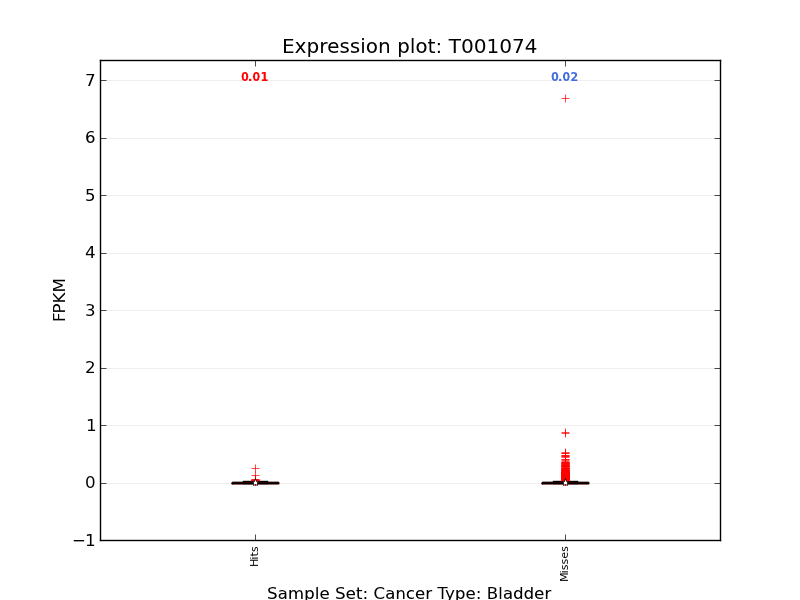 Expression plot: T001074
0.01
0.02
7
6
5
4
3
2
1
0
−1
FPKM
Hits
Misses
Sample Set: Cancer Type: Bladder